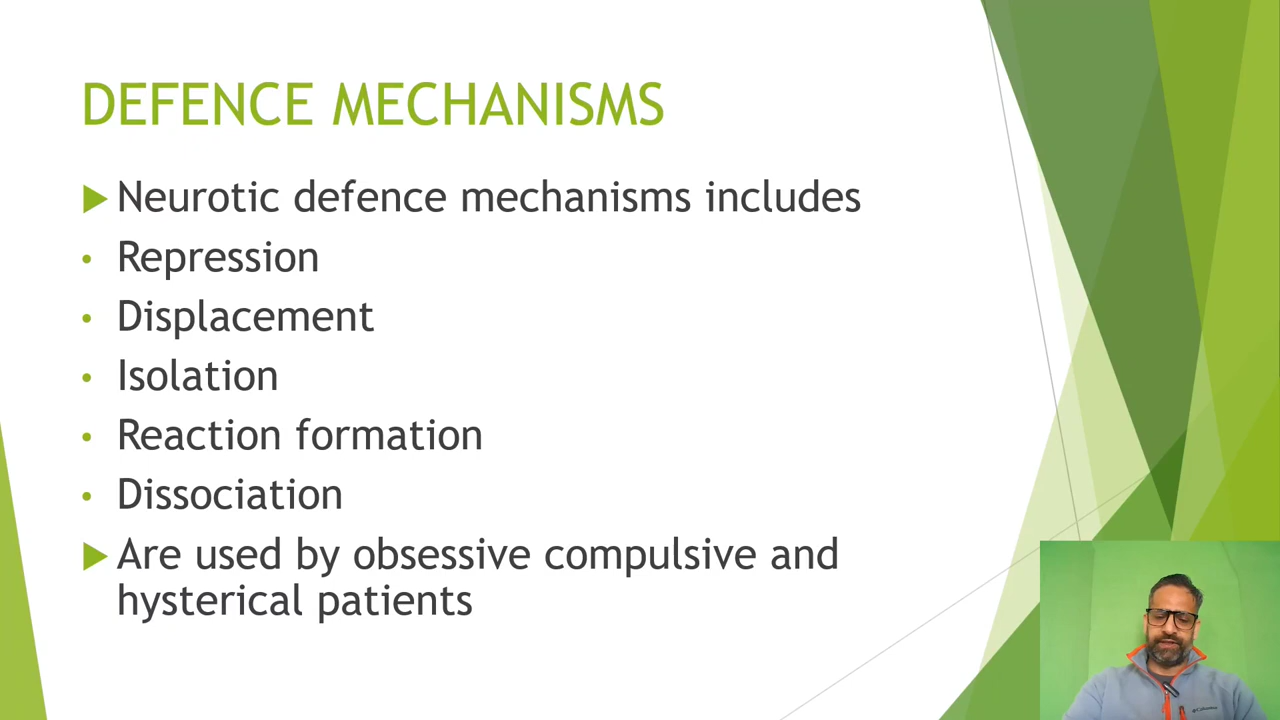 DEFENCE MECHANISMS
Neurotic defence mechanisms includes
Repression
Displacement
Isolation
Reaction formation
Dissociation
Are used by obsessive compulsive and
hysterical patients
Columbia